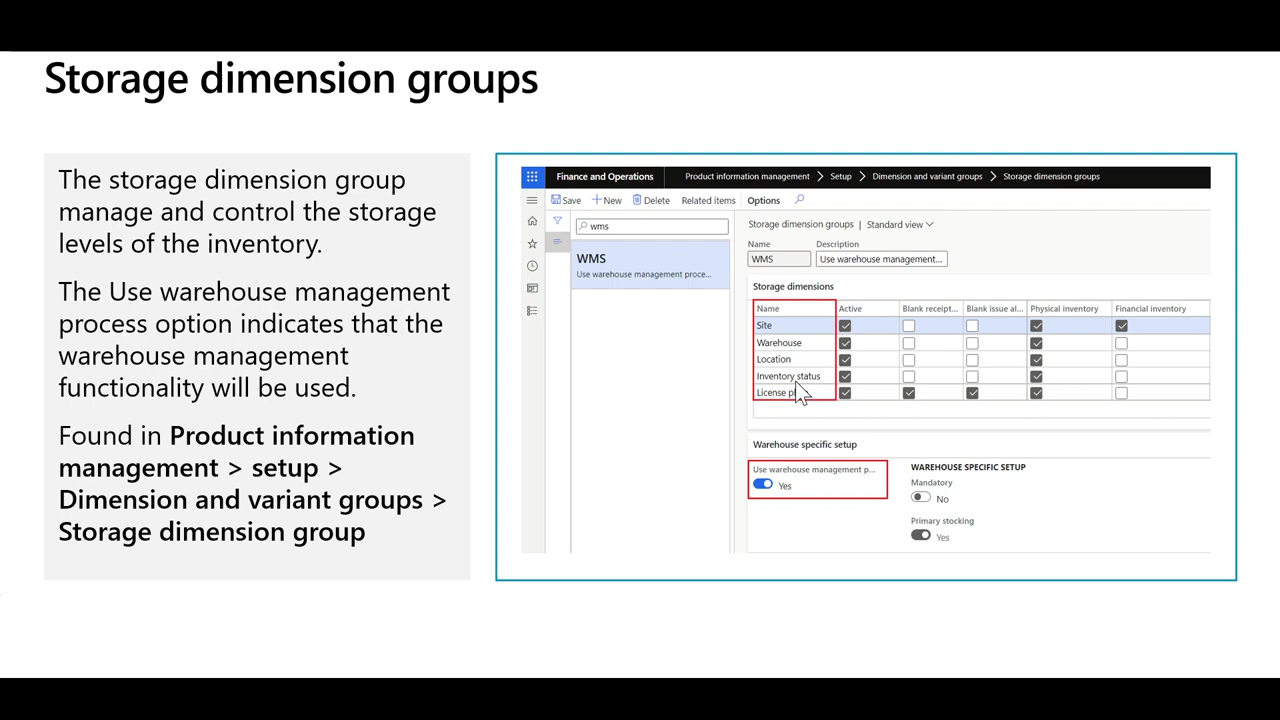 Storage dimension groups
The storage dimension group
manage and control the storage
levels of the inventory.
The Use warehouse management
process option indicates that the
warehouse management
functionality will be used.
Found in Product information
management > setup >
Dimension and variant groups >
Storage dimension group
Finance and Operations
Product information management > Setup > Dimension and variant groups > Storage dimension groups
Save + New Delete Related items Options
wms
WMS
Use warehouse management proce...
Storage dimension groups | Standard view
Name Description
WMS Use warehouse management...
Storage dimensions
Name Active Blank receipt... Blank issue al... Physical inventory Financial inventory
Site
Warehouse
Location
Inventory status
License
Warehouse specific setup
Use warehouse management p...
Yes
WAREHOUSE SPECIFIC SETUP
Mandatory
No
Primary stocking
Yes